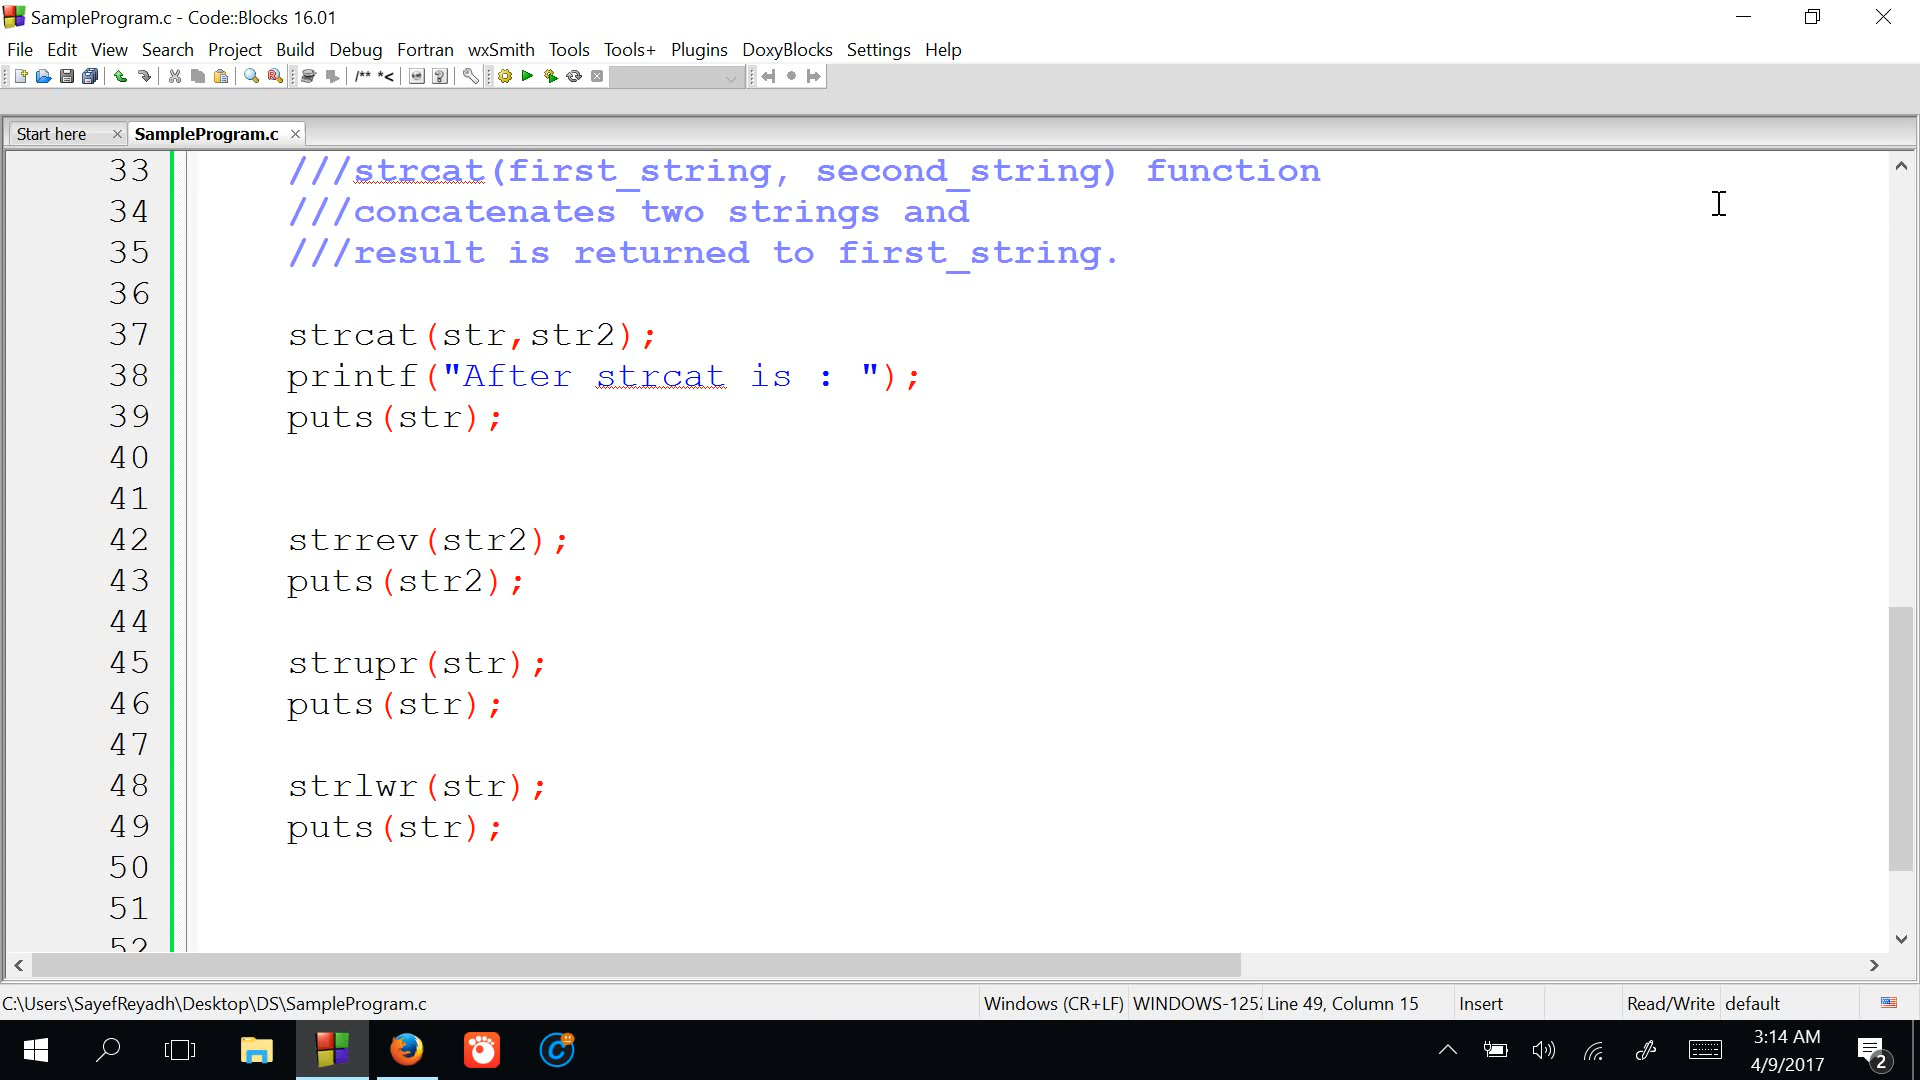 SampleProgram.c - Code::Blocks 16.01
File Edit View Search Project Build Debug Fortran wxSmith Tools Tools+ Plugins DoxyBlocks Settings Help
/** *<
Start here SampleProgram.c
33 ///strcat(first_string, second_string) function
34 ///concatenates two strings and
35 ///result is returned to first_string.
36
37 strcat(str,str2);
38 printf("After strcat is : ");
39 puts(str);
40
41
42 strrev(str2);
43 puts(str2);
44
45 strupr(str);
46 puts(str);
47
48 strlwr(str);
49 puts(str);
50
51
52
C:\Users\SayefReyadh\Desktop\DS\SampleProgram.c Windows (CR+LF) WINDOWS-125 Line 49, Column 15 Insert Read/Write default
3:14 AM
4/9/2017
2